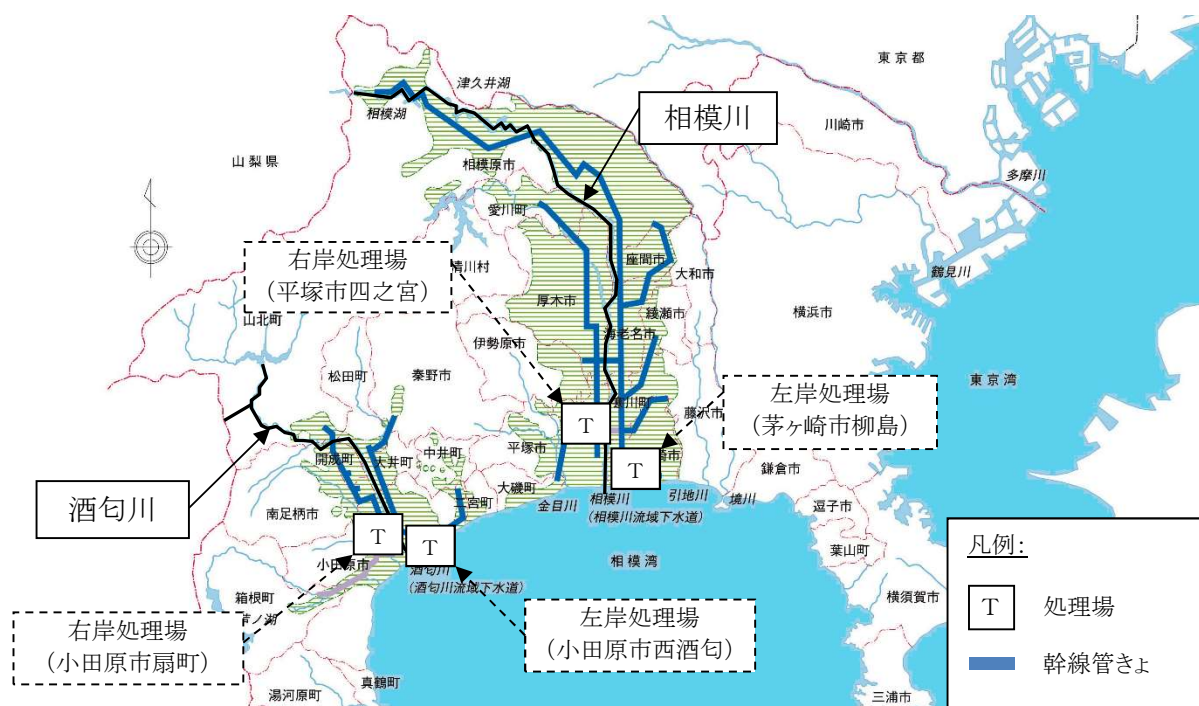 東京都
津久井湖
相模川
川崎市
相模湖
山梨県
相模原市
多摩川
愛川町
右岸処理場
(平塚市四之宮)
清川村
座間市
大和市
鶴見川
厚木市
綾瀬市
横浜市
山北町
海老名市
伊勢原市
松田町
秦野市
東京湾
左岸処理場
(茅ヶ崎市柳島)
寒川町
藤沢市
T
平塚市
中井町
開成町
大井町
T
鎌倉市
大磯町
二宮町
酒匂川
金目川
相模川
(相模川流域下水道)
引地川
境川
逗子市
南足柄市
T
T
葉山町
凡例:
小田原市
酒匂川
(酒匂川流域下水道)
相模湾
箱根町
横須賀市
T
処理場
右岸処理場
(小田原市扇町)
左岸処理場
(小田原市西酒匂)
幹線管きょ
真鶴町
湯河原町
三浦市